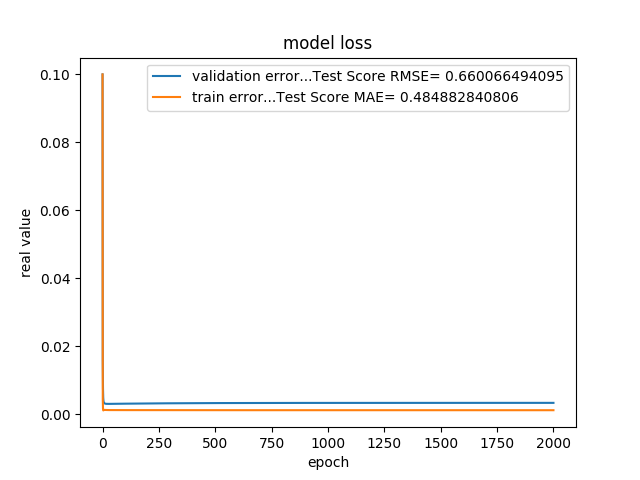 model loss
validation error...Test Score RMSE= 0.660066494095
train error...Test Score MAE= 0.484882840806
real value
0.10
0.08
0.06
0.04
0.02
0.00
0 250 500 750 1000 1250 1500 1750 2000
epoch